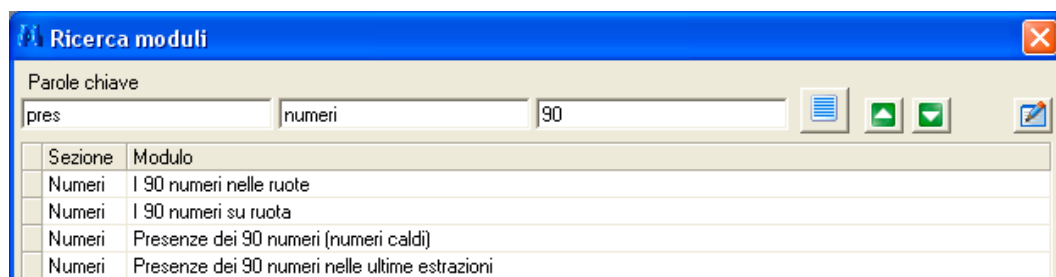 Ricerca moduli
Parole chiave
pres numeri 90
Sezione Modulo
Numeri I 90 numeri nelle ruote
Numeri I 90 numeri su ruota
Numeri Presenze dei 90 numeri (numeri caldi)
Numeri Presenze dei 90 numeri nelle ultime estrazioni